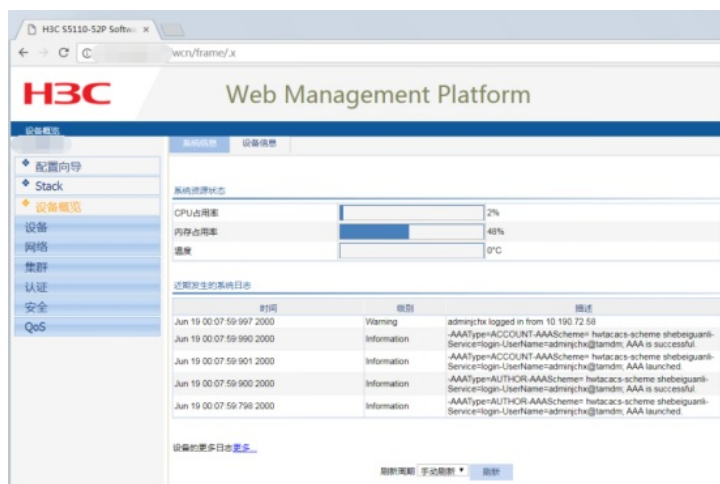 H3C S5110-52P Softw
wcn/frame/.x
H3C
Web Management Platform
设备概览
系统信息 设备信息
配置向导
Stack
设备概览
设备
网络
集群
认证
安全
QoS
系统资源状态
CPU占用率 2%
内存占用率 48%
温度 0°C
近期发生的系统日志
时间 级别 描述
Jun 19 00:07:59:997 2000 Warning adminjchx logged in from 10.190.72.58
Jun 19 00:07:59:990 2000 Information -AAAType=ACCOUNT-AAAScheme= hwtacacs-scheme shebeiguanli-
Service=login-UserName=adminjchx@tamdm; AAA is successful.
Jun 19 00:07:59:901 2000 Information -AAAType=ACCOUNT-AAAScheme= hwtacacs-scheme shebeiguanli-
Service=login-UserName=adminjchx@tamdm; AAA launched.
Jun 19 00:07:59:900 2000 Information -AAAType=AUTHOR-AAAScheme= hwtacacs-scheme shebeiguanli-
Service=login-UserName=adminjchx@tamdm; AAA is successful.
Jun 19 00:07:59:798 2000 Information -AAAType=AUTHOR-AAAScheme= hwtacacs-scheme shebeiguanli-
Service=login-UserName=adminjchx@tamdm; AAA launched.
设备的更多日志更多...
刷新周期 手动刷新 刷新